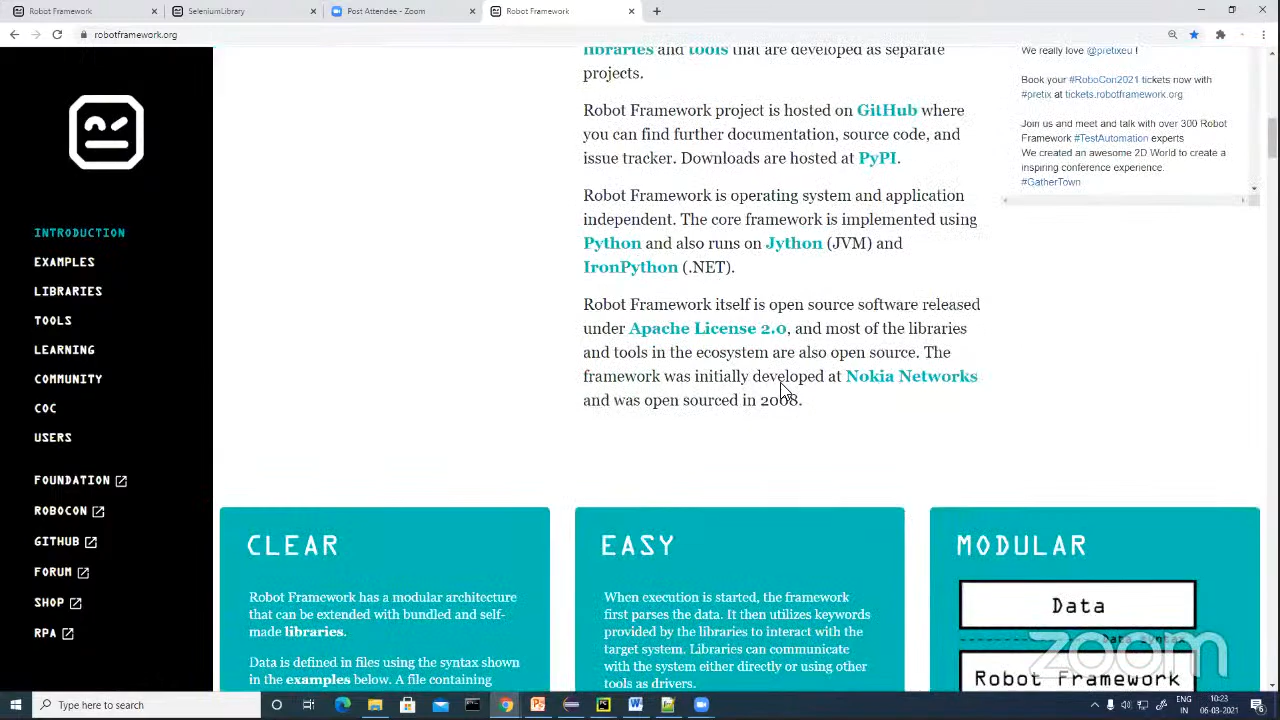 Robot Framework
SeleniumLibrary
Post Attendee - Zoom
Robot Framework
robotframework.org
INTRODUCTION
EXAMPLES
LIBRARIES
TOOLS
LEARNING
COMMUNITY
COC
USERS
FOUNDATION
ROBOCON
GITHUB
FORUM
SHOP
RPA
libraries and tools that are developed as separate
projects.
Robot Framework project is hosted on GitHub where
you can find further documentation, source code, and
issue tracker. Downloads are hosted at PyPI.
Robot Framework is operating system and application
independent. The core framework is implemented using
Python and also runs on Jython (JVM) and
IronPython (.NET).
Robot Framework itself is open source software released
under Apache License 2.0, and most of the libraries
and tools in the ecosystem are also open source. The
framework was initially developed at Nokia Networks
and was open sourced in 2008.
We really love @pretixeu !
Book your #RoboCon2021 tickets now with
#pretix at tickets.robotframework.org
Join us and meet and talk with over 300 Robot
Framework #TestAutomation experts
We created an awesome 2D World to create a
inspiring conference experience.
#GatherTown
CLEAR
Robot Framework has a modular architecture
that can be extended with bundled and self-
made libraries.
Data is defined in files using the syntax shown
in the examples below. A file containing
EASY
When execution is started, the framework
first parses the data. It then utilizes keywords
provided by the libraries to interact with the
target system. Libraries can communicate
with the system either directly or using other
tools as drivers.
MODULAR
Data
Data Syntax
Robot Framework
zoom
Type here to search
ENG
IN
10:23
06-08-2021